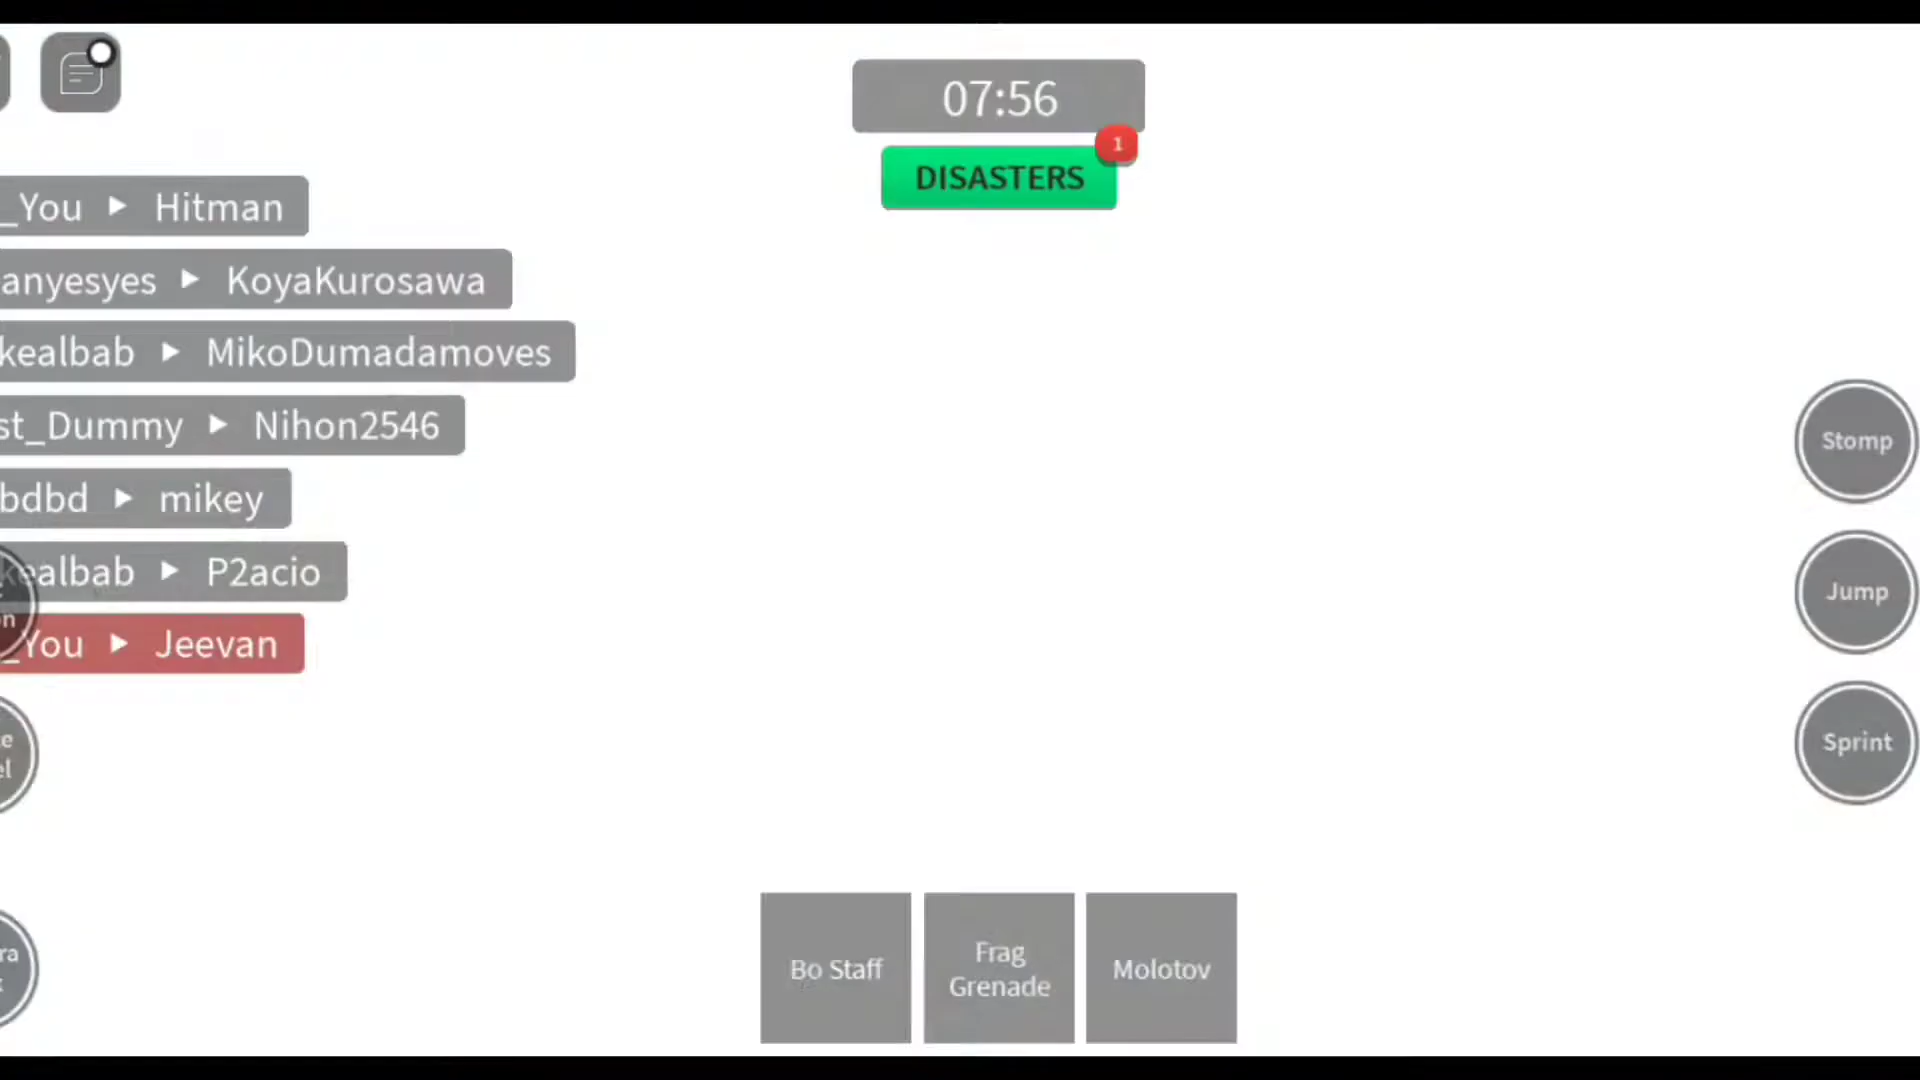 07:56
1
DISASTERS
_You ▶ Hitman
anyesyes ▶ KoyaKurosawa
kealbab ▶ MikoDumadamoves
st_Dummy ▶ Nihon2546
bdbd ▶ mikey
kealbab ▶ P2acio
_You ▶ Jeevan
Stomp
Jump
Sprint
Bo Staff
Frag
Grenade
Molotov